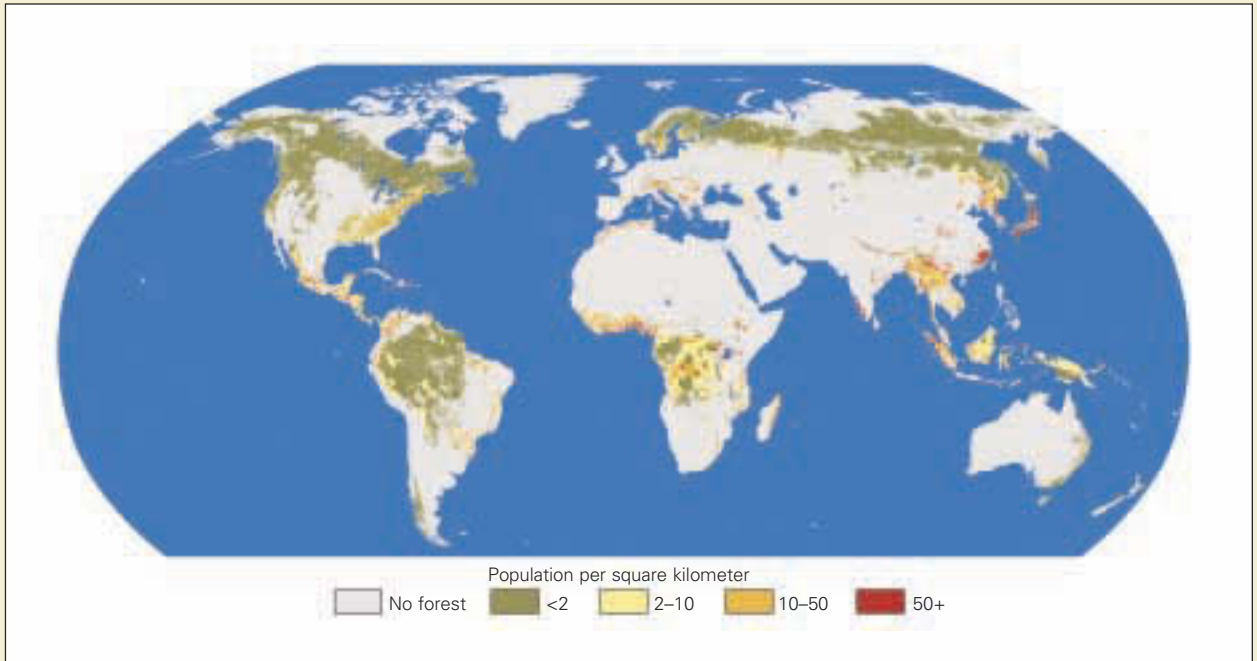 Population per square kilometer
No forest <2 2–10 10–50 50+